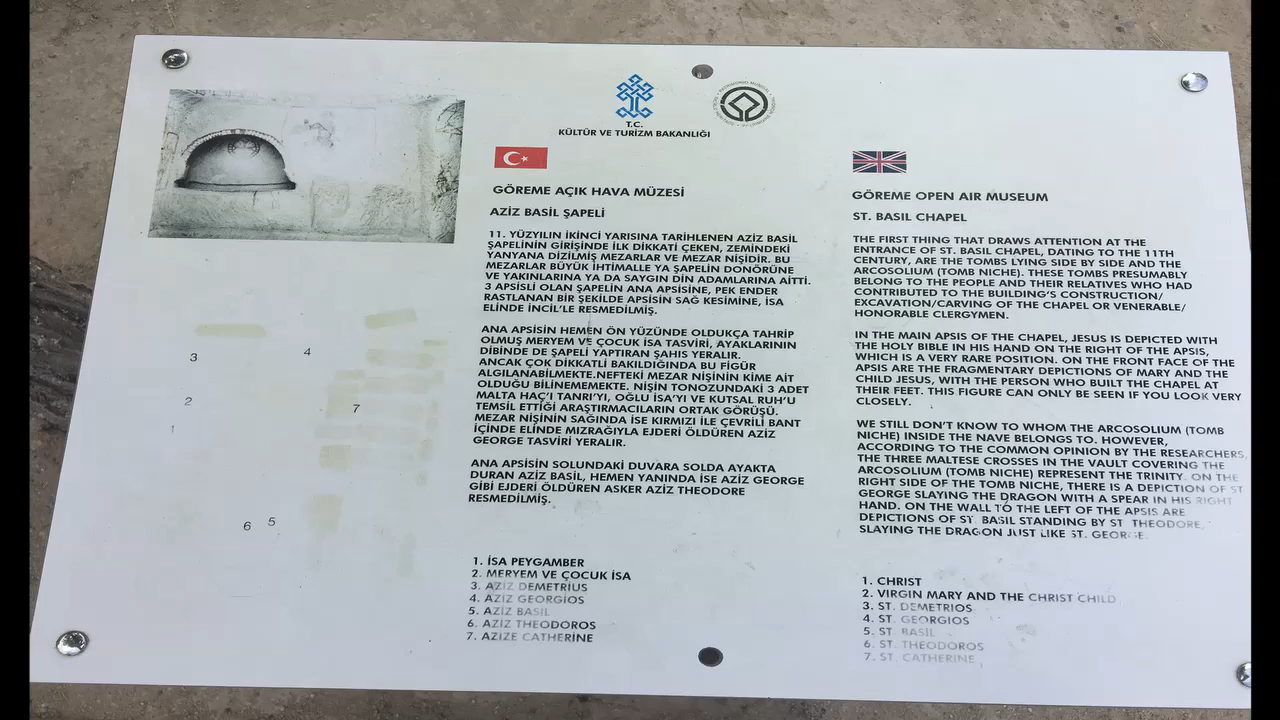 T.C.
KÜLTÜR VE TURİZM BAKANLIĞI
GÖREME AÇIK HAVA MÜZESİ
AZİZ BASIL ŞAPELİ
11. YÜZYILIN İKİNCİ YARISINA TARİHLENEN AZİZ BASIL
ŞAPELİNİN GİRİŞİNDE İLK DİKKATİ ÇEKEN, ZEMİNDEKİ
YANYANA DİZİLMİŞ MEZARLAR VE MEZAR NİŞİDİR. BU
MEZARLAR BÜYÜK İHTİMALLE YA ŞAPELİN DONÖRÜNE
VE YAKINLARINA YA DA SAYGIN DİN ADAMLARINA AİTTİ.
3 APSİSLİ OLAN ŞAPELİN ANA APSİSİNE, PEK ENDER
RASTLANAN BİR ŞEKİLDE APSİSİN SAĞ KESİMİNE, İSA
ELİNDE İNCİL'LE RESMEDİLMİŞ.
ANA APSİSİN HEMEN ÖN YÜZÜNDE OLDUKÇA TAHRİP
OLMUŞ MERYEM VE ÇOCUK İSA TASVİRİ, AYAKLARININ
DİBİNDE DE ŞAPELİ YAPTIRAN ŞAHIS YERALIR.
ANCAK ÇOK DİKKATLİ BAKILDIĞINDA BU FİGÜR
ALGILANABİLMEKTE.NEFTEKİ MEZAR NİŞİNİN KİME AİT
OLDUĞU BİLİNEMEMEKTE. NİŞİN TONOZUNDAKİ 3 ADET
MALTA HAÇ'I TANRI'YI, OĞLU İSA'YI VE KUTSAL RUH'U
TEMSİL ETTİĞİ ARAŞTIRMACILARIN ORTAK GÖRÜŞÜ.
MEZAR NİŞİNİN SAĞINDA İSE KIRMIZI İLE ÇEVRİLİ BANT
İÇİNDE ELİNDE MIZRAĞIYLA EJDERİ ÖLDÜREN AZİZ
GEORGE TASVİRİ YERALIR.
ANA APSİSİN SOLUNDAKİ DUVARA SOLDA AYAKTA
DURAN AZİZ BASIL, HEMEN YANINDA İSE AZİZ GEORGE
GİBİ EJDERİ ÖLDÜREN ASKER AZİZ THEODORE
RESMEDİLMİŞ.
1. İSA PEYGAMBER
2. MERYEM VE ÇOCUK İSA
3. AZİZ DEMETRIUS
4. AZİZ GEORGIOS
5. AZİZ BASIL
6. AZİZ THEODOROS
7. AZİZE CATHERINE
GÖREME OPEN AIR MUSEUM
ST. BASIL CHAPEL
THE FIRST THING THAT DRAWS ATTENTION AT THE
ENTRANCE OF ST. BASIL CHAPEL, DATING TO THE 11TH
CENTURY, ARE THE TOMBS LYING SIDE BY SIDE AND THE
ARCOSOLIUM (TOMB NICHE). THESE TOMBS PRESUMABLY
BELONG TO THE PEOPLE AND THEIR RELATIVES WHO HAD
CONTRIBUTED TO THE BUILDING'S CONSTRUCTION/
EXCAVATION/CARVING OF THE CHAPEL OR VENERABLE/
HONORABLE CLERGYMEN.
IN THE MAIN APSIS OF THE CHAPEL, JESUS IS DEPICTED WITH
THE HOLY BIBLE IN HIS HAND ON THE RIGHT OF THE APSIS,
WHICH IS A VERY RARE POSITION. ON THE FRONT FACE OF THE
APSIS ARE THE FRAGMENTARY DEPICTIONS OF MARY AND THE
CHILD JESUS, WITH THE PERSON WHO BUILT THE CHAPEL AT
THEIR FEET. THIS FIGURE CAN ONLY BE SEEN IF YOU LOOK VERY
CLOSELY.
WE STILL DON'T KNOW TO WHOM THE ARCOSOLIUM (TOMB
NICHE) INSIDE THE NAVE BELONGS TO. HOWEVER,
ACCORDING TO THE COMMON OPINION BY THE RESEARCHERS,
THE THREE MALTESE CROSSES IN THE VAULT COVERING THE
ARCOSOLIUM (TOMB NICHE) REPRESENT THE TRINITY. ON THE
RIGHT SIDE OF THE TOMB NICHE, THERE IS A DEPICTION OF ST
GEORGE SLAYING THE DRAGON WITH A SPEAR IN HIS RIGHT
HAND. ON THE WALL TO THE LEFT OF THE APSIS ARE
DEPICTIONS OF ST. BASIL STANDING BY ST. THEODORE,
SLAYING THE DRAGON JUST LIKE ST. GEORGE.
1. CHRIST
2. VIRGIN MARY AND THE CHRIST CHILD
3. ST. DEMETRIOS
4. ST. GEORGIOS
5. ST. BASIL
6. ST. THEODOROS
7. ST. CATHERINE
3
4
2
7
1
6
5